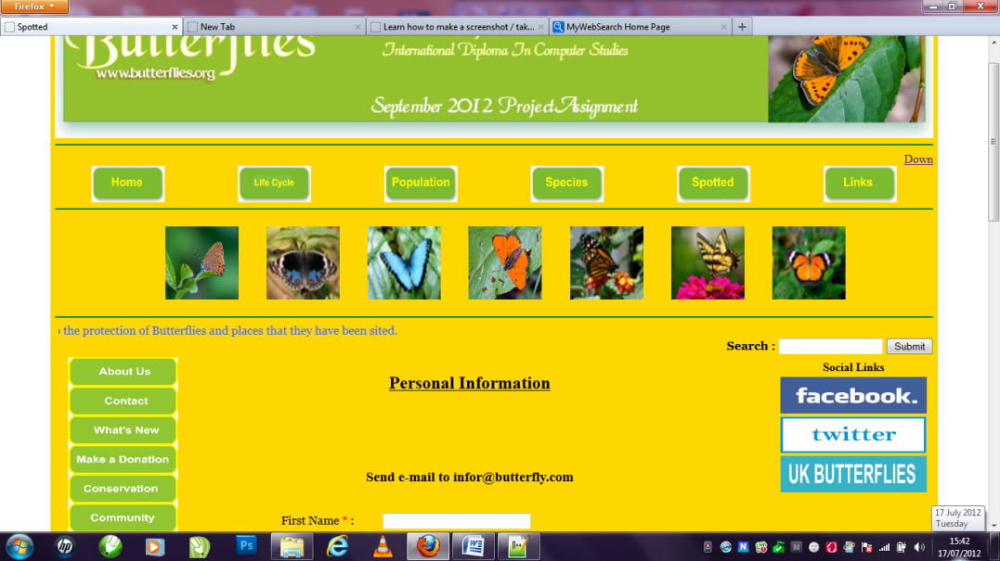 Firefox
Spotted
New Tab
Learn how to make a screenshot / tak...
MyWebSearch Home Page
Butterflies
www.butterflies.org
International Diploma In Computer Studies
September 2012 Project Assignment
Down
Home
Life Cycle
Population
Species
Spotted
Links
the protection of Butterflies and places that they have been sited.
Search :
Submit
About Us
Contact
What's New
Make a Donation
Conservation
Community
Personal Information
Send e-mail to infor@butterfly.com
First Name * :
Social Links
facebook.
twitter
UK BUTTERFLIES
17 July 2012
Tuesday
hp
Ps
15:42
17/07/2012